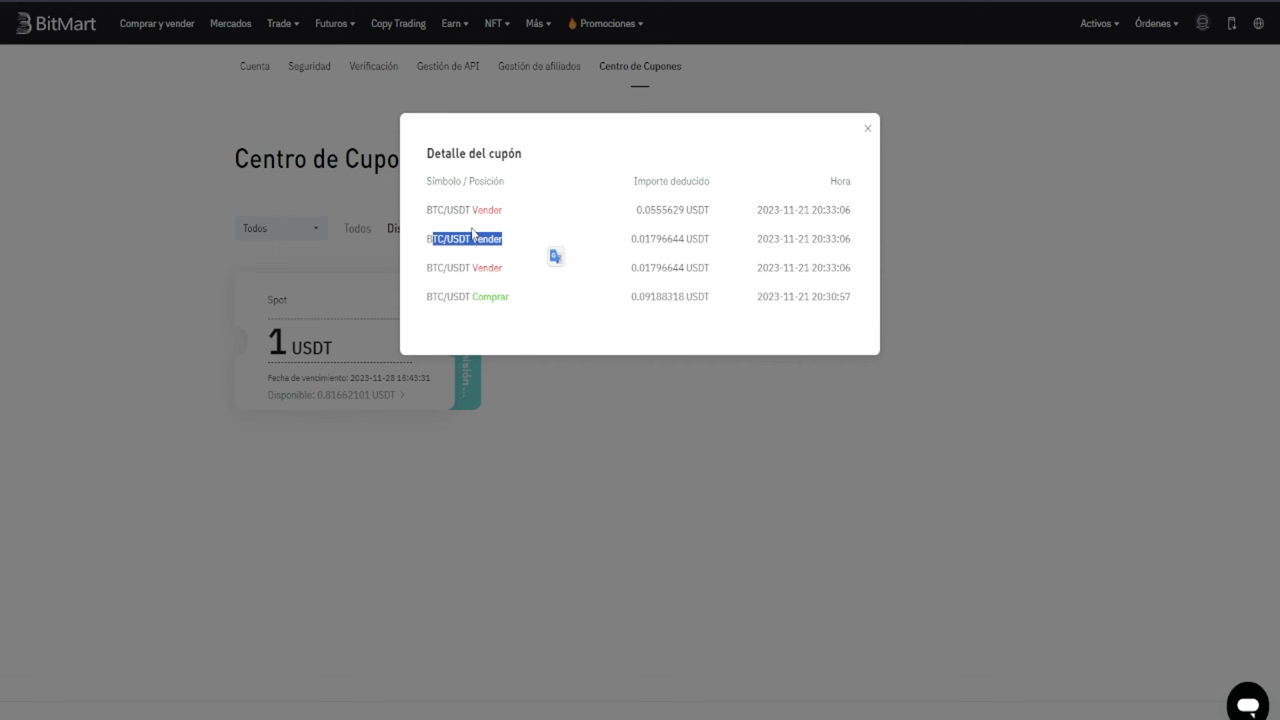 BitMart Comprar y vender Mercados Trade Futuros Copy Trading Earn NFT Más Promociones Activos Órdenes
Cuenta Seguridad Verificación Gestión de API Gestión de afiliados Centro de Cupones
Centro de Cupo
Todos Todos Dis
Spot
1 USDT
Fecha de vencimiento: 2023-11-28 15:43:31
Disponible: 0.81662101 USDT
isión ...
Detalle del cupón
Símbolo / Posición Importe deducido Hora
BTC/USDT Vender 0.0555629 USDT 2023-11-21 20:33:06
BTC/USDT Vender 0.01796644 USDT 2023-11-21 20:33:06
BTC/USDT Vender 0.01796644 USDT 2023-11-21 20:33:06
BTC/USDT Comprar 0.09188318 USDT 2023-11-21 20:30:57